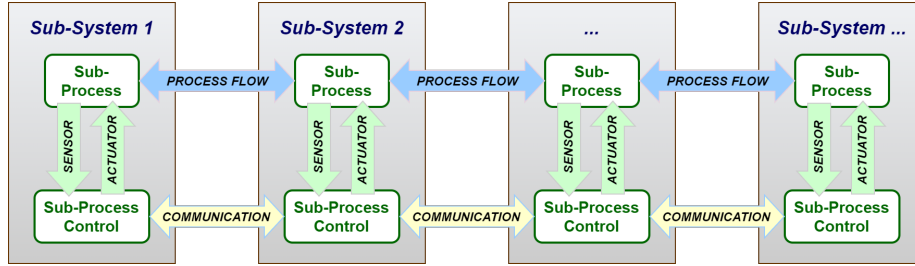 Sub-System 1
Sub-System 2
...
Sub-System ...
Sub-
Process
PROCESS FLOW
Sub-
Process
PROCESS FLOW
Sub-
Process
PROCESS FLOW
Sub-
Process
SENSOR
ACTUATOR
SENSOR
ACTUATOR
SENSOR
ACTUATOR
SENSOR
ACTUATOR
Sub-Process
Control
COMMUNICATION
Sub-Process
Control
COMMUNICATION
Sub-Process
Control
COMMUNICATION
Sub-Process
Control